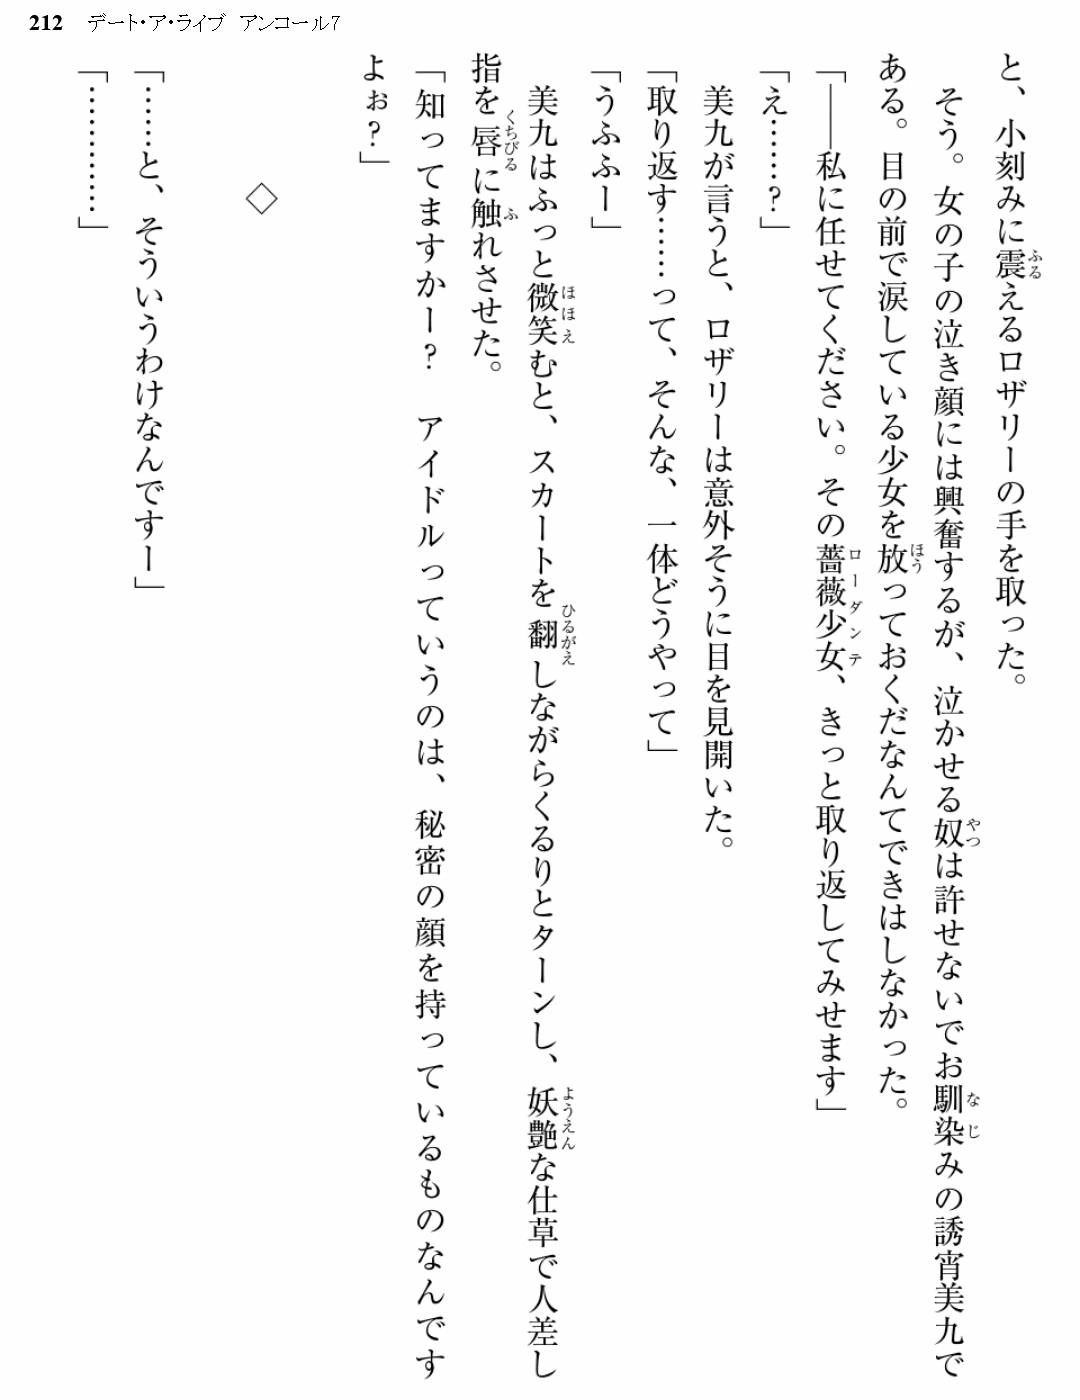 212　デート・ア・ライブ　アンコール7
と、小刻みに震えるロザリーの手を取った。
　そう。女の子の泣き顔には興奮するが、泣かせる奴は許せないでお馴染みの誘宵美九で
ある。目の前で涙している少女を放っておくだなんてできはしなかった。
「――私に任せてください。その薔薇少女、きっと取り返してみせます」
「え……？」
　美九が言うと、ロザリーは意外そうに目を見開いた。
「取り返す……って、そんな、一体どうやって」
「うふふー」
　美九はふっと微笑むと、スカートを翻しながらくるりとターンし、妖艶な仕草で人差し
指を唇に触れさせた。
「知ってますかー？　アイドルっていうのは、秘密の顔を持っているものなんです
よぉ？」
◇
「……と、そういうわけなんですー」
「…………」